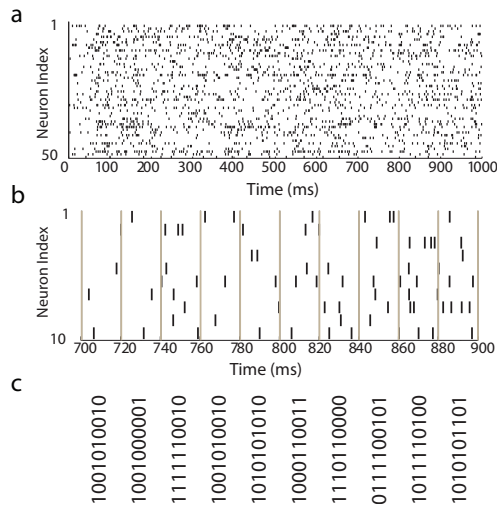 a
1
Neuron Index
50
0 100 200 300 400 500 600 700 800 900 1000
Time (ms)
b
1
Neuron Index
10
700 720 740 760 780 800 820 840 860 880 900
Time (ms)
c
1001010010
1001000001
1111110010
1001010010
1010101010
1000110011
1110110000
0111100101
1011110100
1010101101